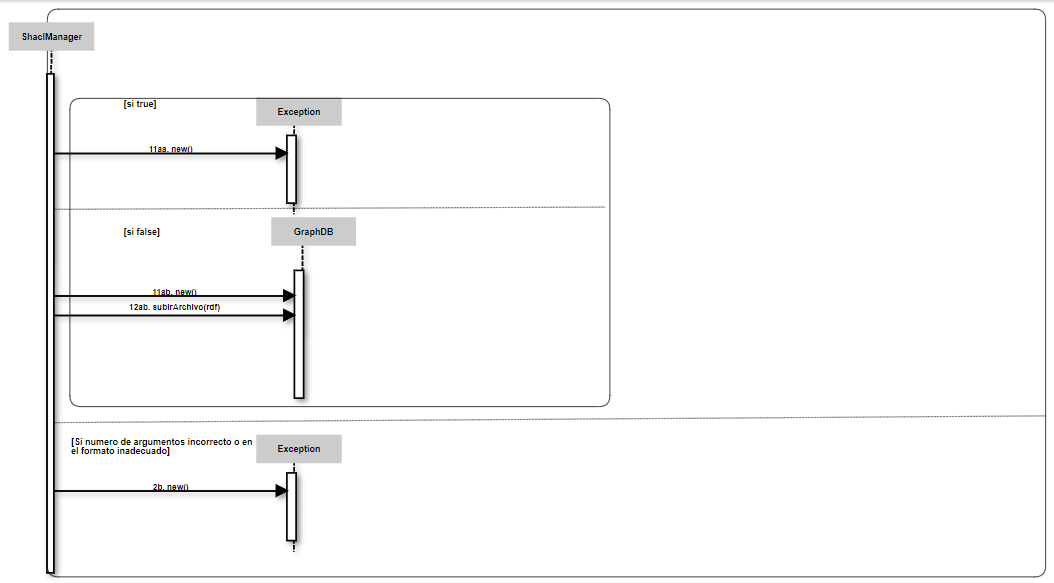 ShaclManager
[si true]
Exception
11aa. new()
[si false]
GraphDB
11ab. new()
12ab. subirArchivo(rdf)
[Si numero de argumentos incorrecto o en
el formato inadecuado]
Exception
2b. new()